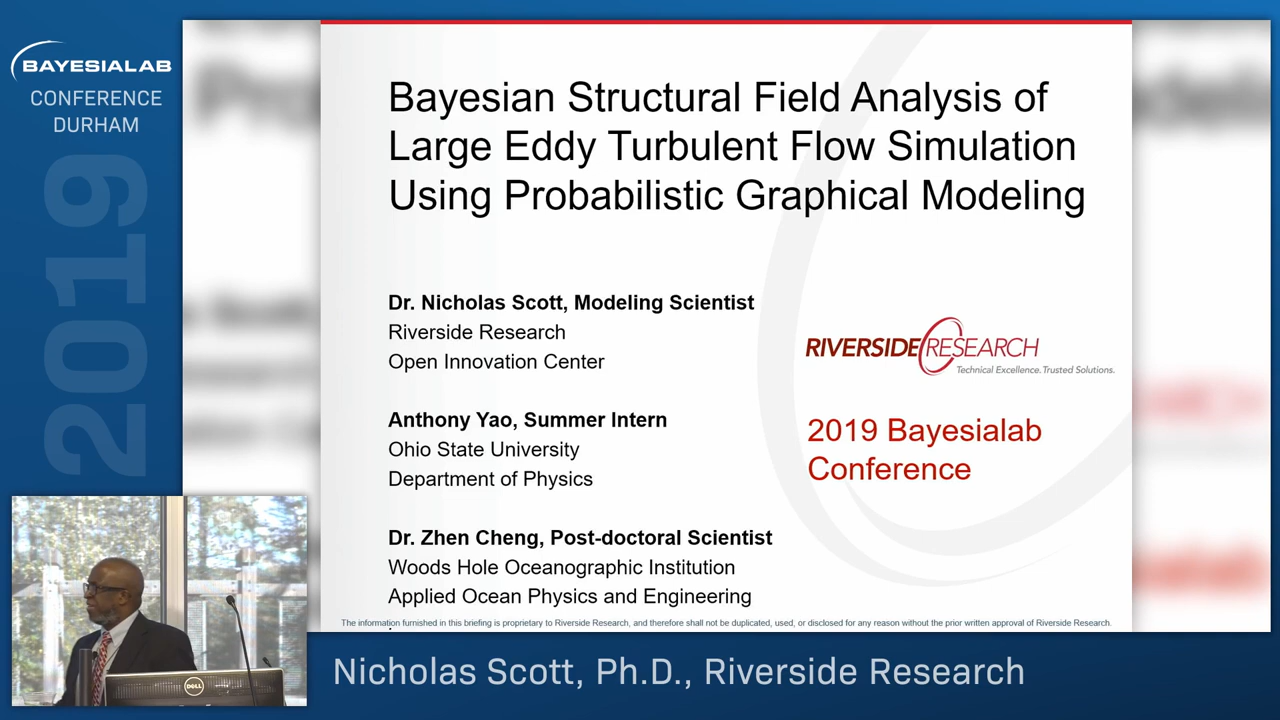 BAYESIALAB
CONFERENCE
DURHAM
2019
Bayesian Structural Field Analysis of
Large Eddy Turbulent Flow Simulation
Using Probabilistic Graphical Modeling
Dr. Nicholas Scott, Modeling Scientist
Riverside Research
Open Innovation Center
Anthony Yao, Summer Intern
Ohio State University
Department of Physics
Dr. Zhen Cheng, Post-doctoral Scientist
Woods Hole Oceanographic Institution
Applied Ocean Physics and Engineering
RIVERSIDE RESEARCH
Technical Excellence. Trusted Solutions.
2019 Bayesialab
Conference
The information furnished in this briefing is proprietary to Riverside Research, and therefore shall not be duplicated, used, or disclosed for any reason without the prior written approval of Riverside Research.
DELL
Nicholas Scott, Ph.D., Riverside Research